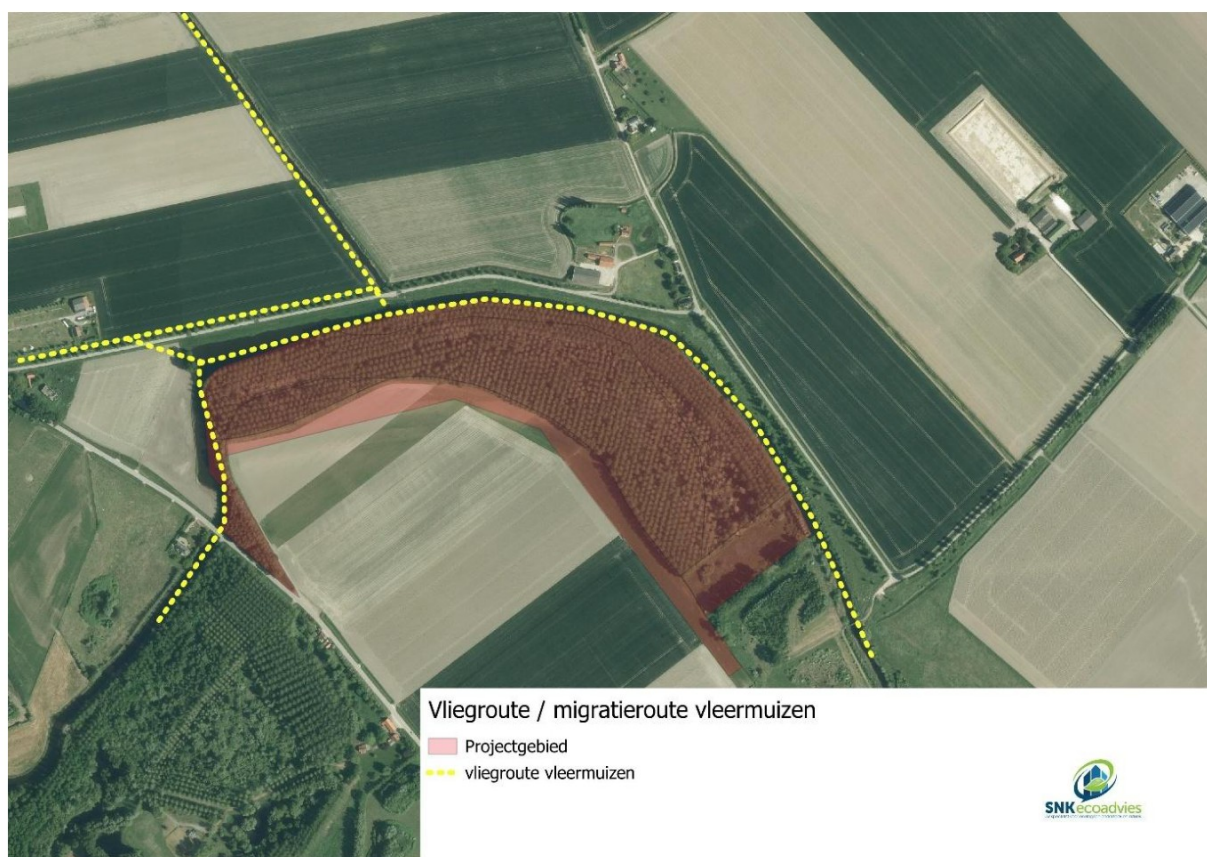 Vliegroute / migratieroute vleermuizen
Projectgebied
vliegroute vleermuizen
SNKecoadvies